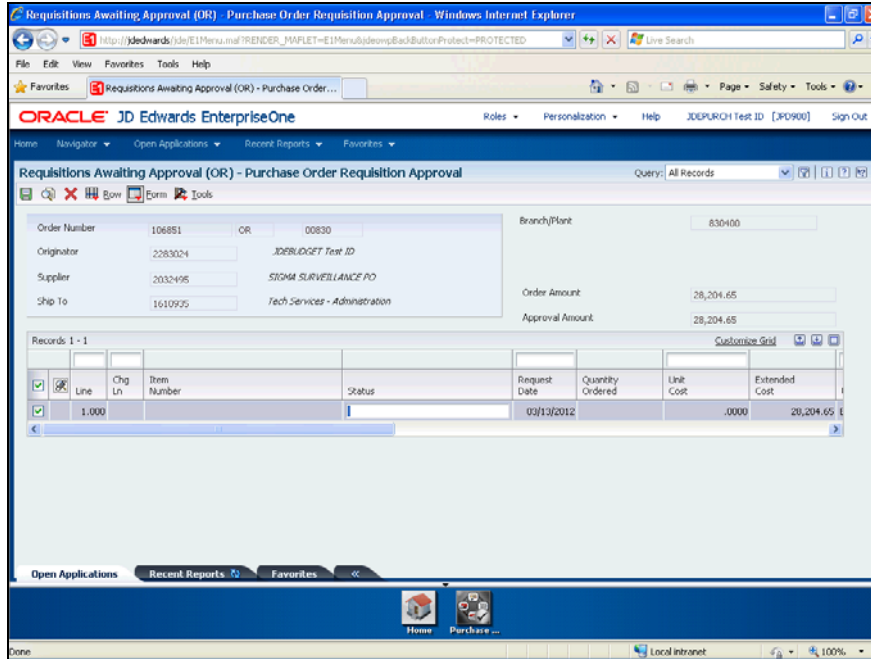 Requisitions Awaiting Approval (OR) - Purchase Order Requisition Approval - Windows Internet Explorer
http://jdedwards/jde/E1Menu.maf?RENDER_MAFLET=E1Menu&jdeowpBackButtonProtect=PROTECTED
Live Search
File Edit View Favorites Tools Help
Favorites Requisitions Awaiting Approval (OR) - Purchase Order... Page Safety Tools
ORACLE JD Edwards EnterpriseOne Roles Personalization Help JDEPURCH Test ID [JPD900] Sign Out
Home Navigator Open Applications Recent Reports Favorites
Requisitions Awaiting Approval (OR) - Purchase Order Requisition Approval Query: All Records
Row Form Tools
Order Number 106851 OR 00830 Branch/Plant 830400
Originator 2283024 JDEBUDGET Test ID
Supplier 2032495 SIGMA SURVEILLANCE PO
Order Amount 28,204.65
Ship To 1610935 Tech Services - Administration
Approval Amount 28,204.65
Records 1 - 1 Customize Grid
Line Chg Ln Item Number Status Request Date Quantity Ordered Unit Cost Extended Cost
1.000 03/13/2012 .0000 28,204.65 E
Open Applications Recent Reports Favorites «
Home Purchase ...
Done Local intranet 100%